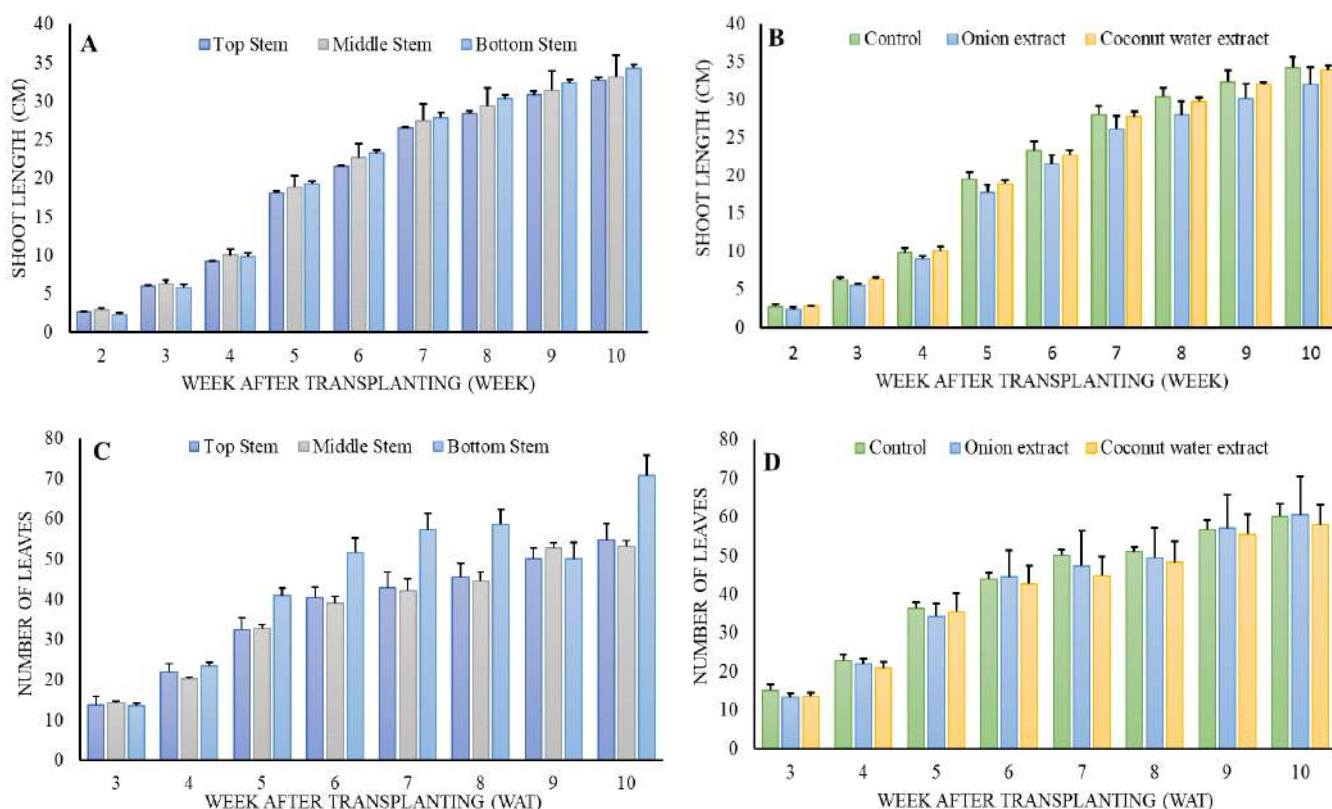 A
Top Stem Middle Stem Bottom Stem
SHOOT LENGTH (CM)
40
35
30
25
20
15
10
5
0
2 3 4 5 6 7 8 9 10
WEEK AFTER TRANSPLANTING (WEEK)
B
Control Onion extract Coconut water extract
SHOOT LENGTH (CM)
40
35
30
25
20
15
10
5
0
2 3 4 5 6 7 8 9 10
WEEK AFTER TRANSPLANTING (WEEK)
C
Top Stem Middle Stem Bottom Stem
NUMBER OF LEAVES
80
70
60
50
40
30
20
10
0
3 4 5 6 7 8 9 10
WEEK AFTER TRANSPLANTING (WAT)
D
Control Onion extract Coconut water extract
NUMBER OF LEAVES
80
70
60
50
40
30
20
10
0
3 4 5 6 7 8 9 10
WEEK AFTER TRANSPLANTING (WAT)